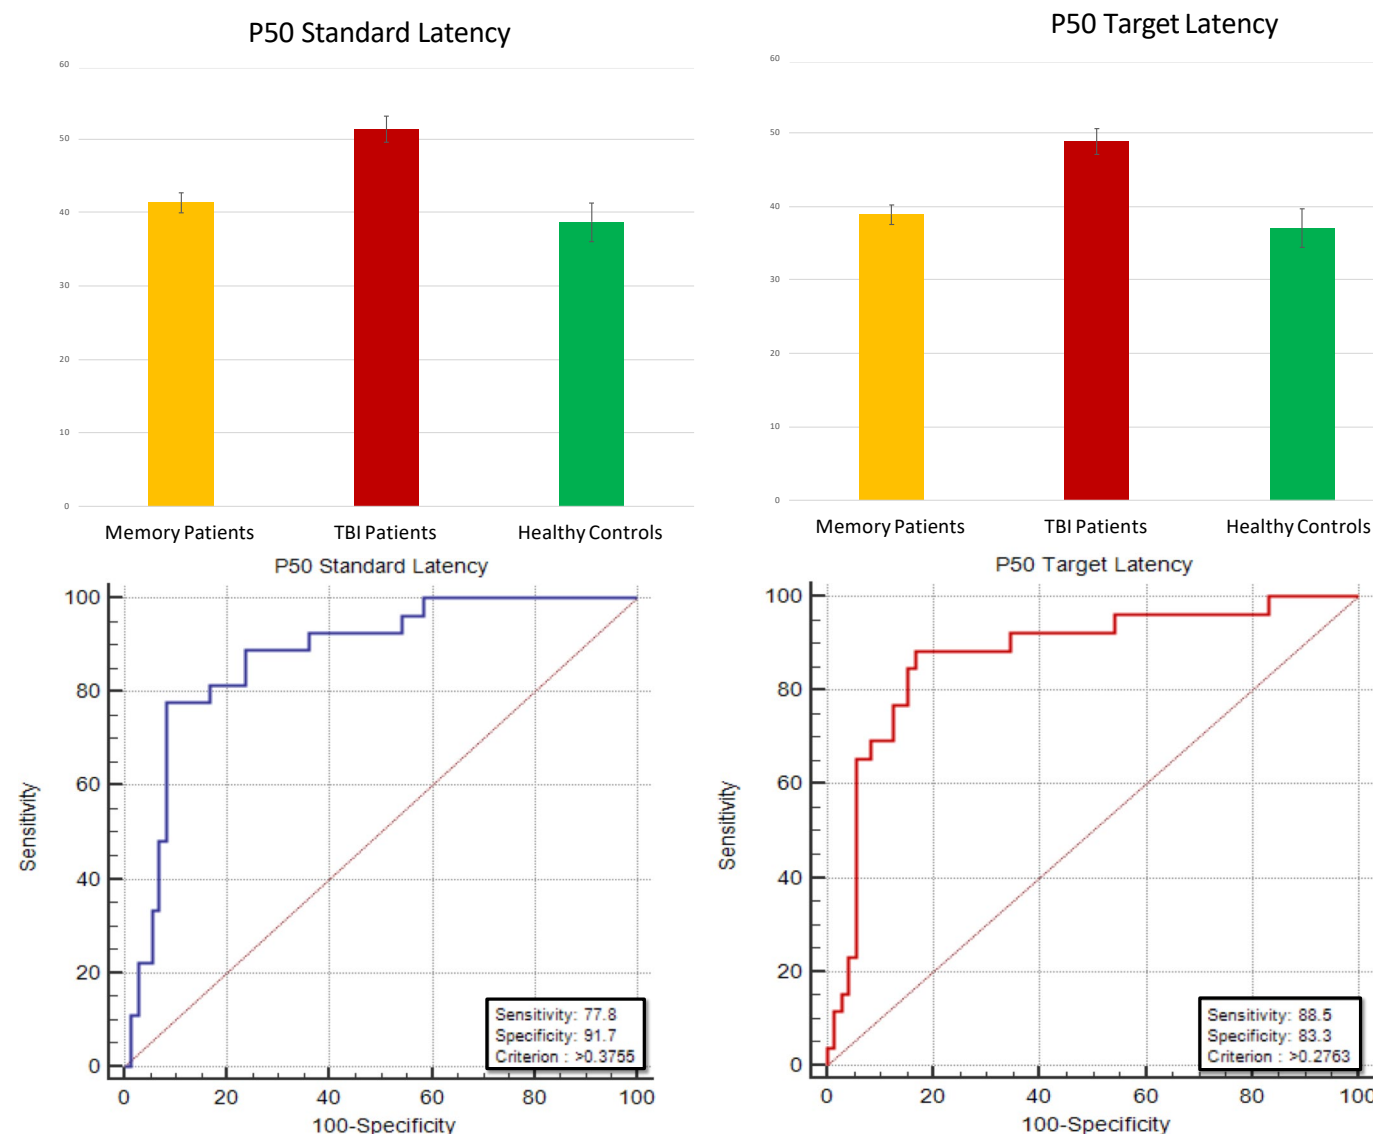 P50 Standard Latency
60
50
40
30
20
10
0
Memory Patients TBI Patients Healthy Controls
P50 Target Latency
60
50
40
30
20
10
0
Memory Patients TBI Patients Healthy Controls
P50 Standard Latency
100
80
60
40
20
0
Sensitivity
Sensitivity: 77.8
Specificity: 91.7
Criterion : >0.3755
0 20 40 60 80 100
100-Specificity
P50 Target Latency
100
80
60
40
20
0
Sensitivity
Sensitivity: 88.5
Specificity: 83.3
Criterion : >0.2763
0 20 40 60 80 100
100-Specificity